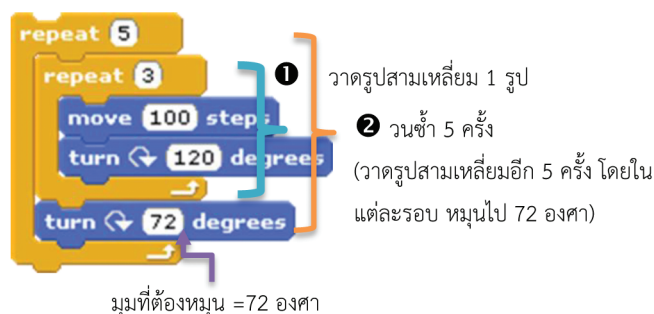 repeat 5
repeat 3
move 100 steps
turn 120 degrees
turn 72 degrees
❶ วาดรูปสามเหลี่ยม 1 รูป
❷ วนซ้ำ 5 ครั้ง
(วาดรูปสามเหลี่ยมอีก 5 ครั้ง โดยใน
แต่ละรอบ หมุนไป 72 องศา)
มุมที่ต้องหมุน =72 องศา